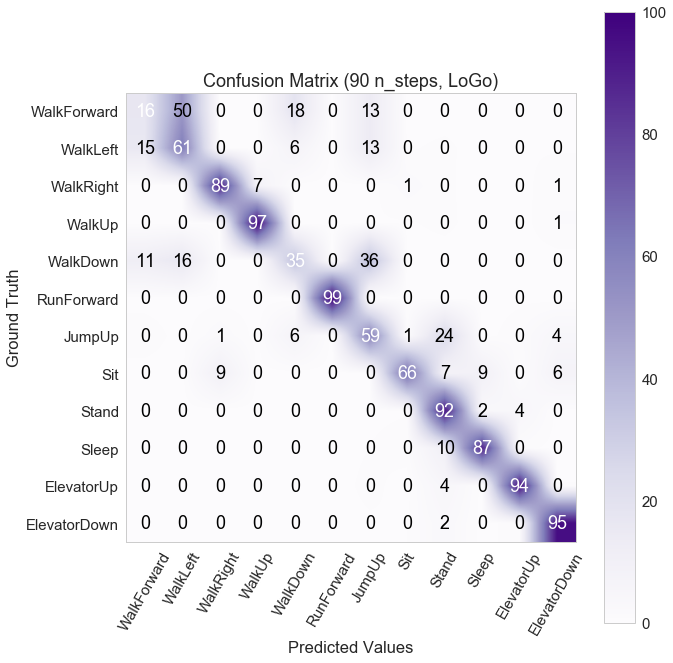 Confusion Matrix (90 n_steps, LoGo)
WalkForward 16 50 0 0 18 0 13 0 0 0 0 0
WalkLeft 15 61 0 0 6 0 13 0 0 0 0 0
WalkRight 0 0 89 7 0 0 0 1 0 0 0 1
WalkUp 0 0 0 97 0 0 0 0 0 0 0 1
WalkDown 11 16 0 0 35 0 36 0 0 0 0 0
RunForward 0 0 0 0 0 99 0 0 0 0 0 0
JumpUp 0 0 1 0 6 0 59 1 24 0 0 4
Sit 0 0 9 0 0 0 0 66 7 9 0 6
Stand 0 0 0 0 0 0 0 0 92 2 4 0
Sleep 0 0 0 0 0 0 0 0 10 87 0 0
ElevatorUp 0 0 0 0 0 0 0 0 4 0 94 0
ElevatorDown 0 0 0 0 0 0 0 0 2 0 0 95
Ground Truth
WalkForward
WalkLeft
WalkRight
WalkUp
WalkDown
RunForward
JumpUp
Sit
Stand
Sleep
ElevatorUp
ElevatorDown
Predicted Values
100
80
60
40
20
0